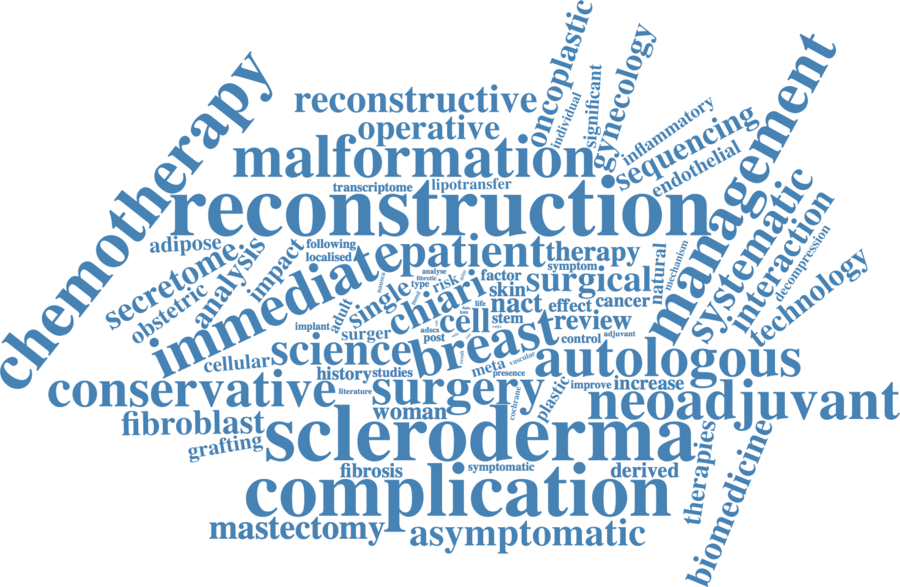 oncoplastic
individual
significant
gynecology
management
chemotherapy
reconstructive
operative
inflammatory
sequencing
endothelial
malformation
transcriptome
lipotransfer
reconstruction
systematic
interaction
decompression
technology
adipose
secretome
obstetric
analysis
impact
following
localised
immediate
patient
therapy
symptom
natural
mechanism
analyse
fibrotic
type
risk
factor
skin
surgical
single
adult
chiari
nact
effect
cancer
life
implant
surger
cell
stem
review
adscs
post
control
adjuvant
cellular
science
breast
autologous
meta
vascular
presence
history
studies
conservative
literature
surgery
plastic
cochrane
improve
increase
neoadjuvant
woman
fibroblast
grafting
scleroderma
therapies
biomedicine
fibrosis
symptomatic
derived
complication
mastectomy
asymptomatic